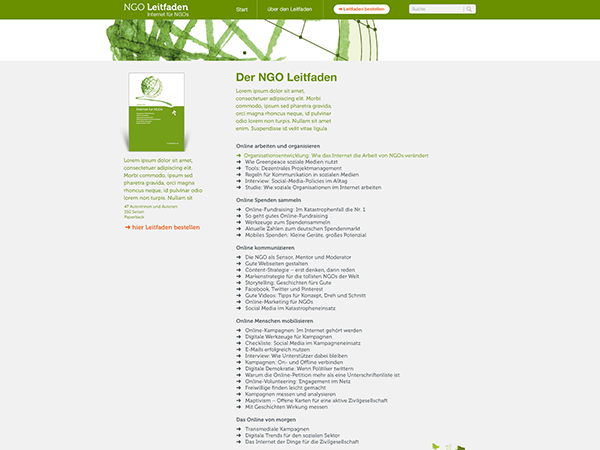 NGO Leitfaden
Internet für NGOs
Start
über den Leitfaden
➔ Leitfaden bestellen
Suche
Internet für NGOs
Lorem ipsum dolor sit amet,
consectetuer adipiscing elit.
Morbi commodo, ipsum sed
pharetra gravida, orci magna
rhoncus neque, id pulvinar odio
lorem non turpis. Nullam sit
47 Autorinnen und Autoren
Paperback
➔ hier Leitfaden bestellen
Der NGO Leitfaden
Lorem ipsum dolor sit amet,
consectetuer adipiscing elit. Morbi
commodo, ipsum sed pharetra gravida,
orci magna rhoncus neque, id pulvinar
odio lorem non turpis. Nullam sit amet
enim. Suspendisse id velit vitae ligula
Online arbeiten und organisieren
➔ Organisationsentwicklung: Wie das Internet die Arbeit von NGOs verändert
➔ Wie Greenpeace soziale Medien nutzt
➔ Tools: Dezentrales Projektmanagement
➔ Regeln für Kommunikation in sozialen Medien
➔ Interview: Social-Media-Policies im Alltag
➔ Studie: Wie soziale Organisationen im Internet arbeiten
Online Spenden sammeln
➔ Online-Fundraising: Im Katastrophenfall die Nr. 1
➔ So geht gutes Online-Fundraising
➔ Werkzeuge zum Spendensammeln
➔ Aktuelle Zahlen zum deutschen Spendenmarkt
➔ Mobiles Spenden: Kleine Geräte, großes Potenzial
Online kommunizieren
➔ Die NGO als Sensor, Mentor und Moderator
➔ Gute Webseiten gestalten
➔ Content-Strategie – erst denken, dann reden
➔ Markenstrategie für die tollsten NGOs der Welt
➔ Storytelling: Geschichten fürs Gute
➔ Facebook, Twitter und Pinterest
➔ Gute Videos: Tipps für Konzept, Dreh und Schnitt
➔ Online-Marketing für NGOs
➔ Social Media im Katastropheneinsatz
Online Menschen mobilisieren
➔ Online-Kampagnen: Im Internet gehört werden
➔ Digitale Werkzeuge für Kampagnen
➔ Checkliste: Social Media im Kampagneneinsatz
➔ E-Mails erfolgreich nutzen
➔ Interview: Wie Unterstützer dabei bleiben
➔ Kampagnen: On- und Offline verbinden
➔ Digitale Demokratie: Wenn Politiker twittern
➔ Warum die Online-Petition mehr als eine Unterschriftenliste ist
➔ Online-Volunteering: Engagement im Netz
➔ Freiwillige finden leicht gemacht
➔ Kampagnen messen und analysieren
➔ Maptivism – Offene Karten für eine aktive Zivilgesellschaft
➔ Mit Geschichten Wirkung messen
Das Online von morgen
➔ Transmediale Kampagnen
➔ Digitale Trends für den sozialen Sektor
➔ Das Internet der Dinge für die Zivilgesellschaft